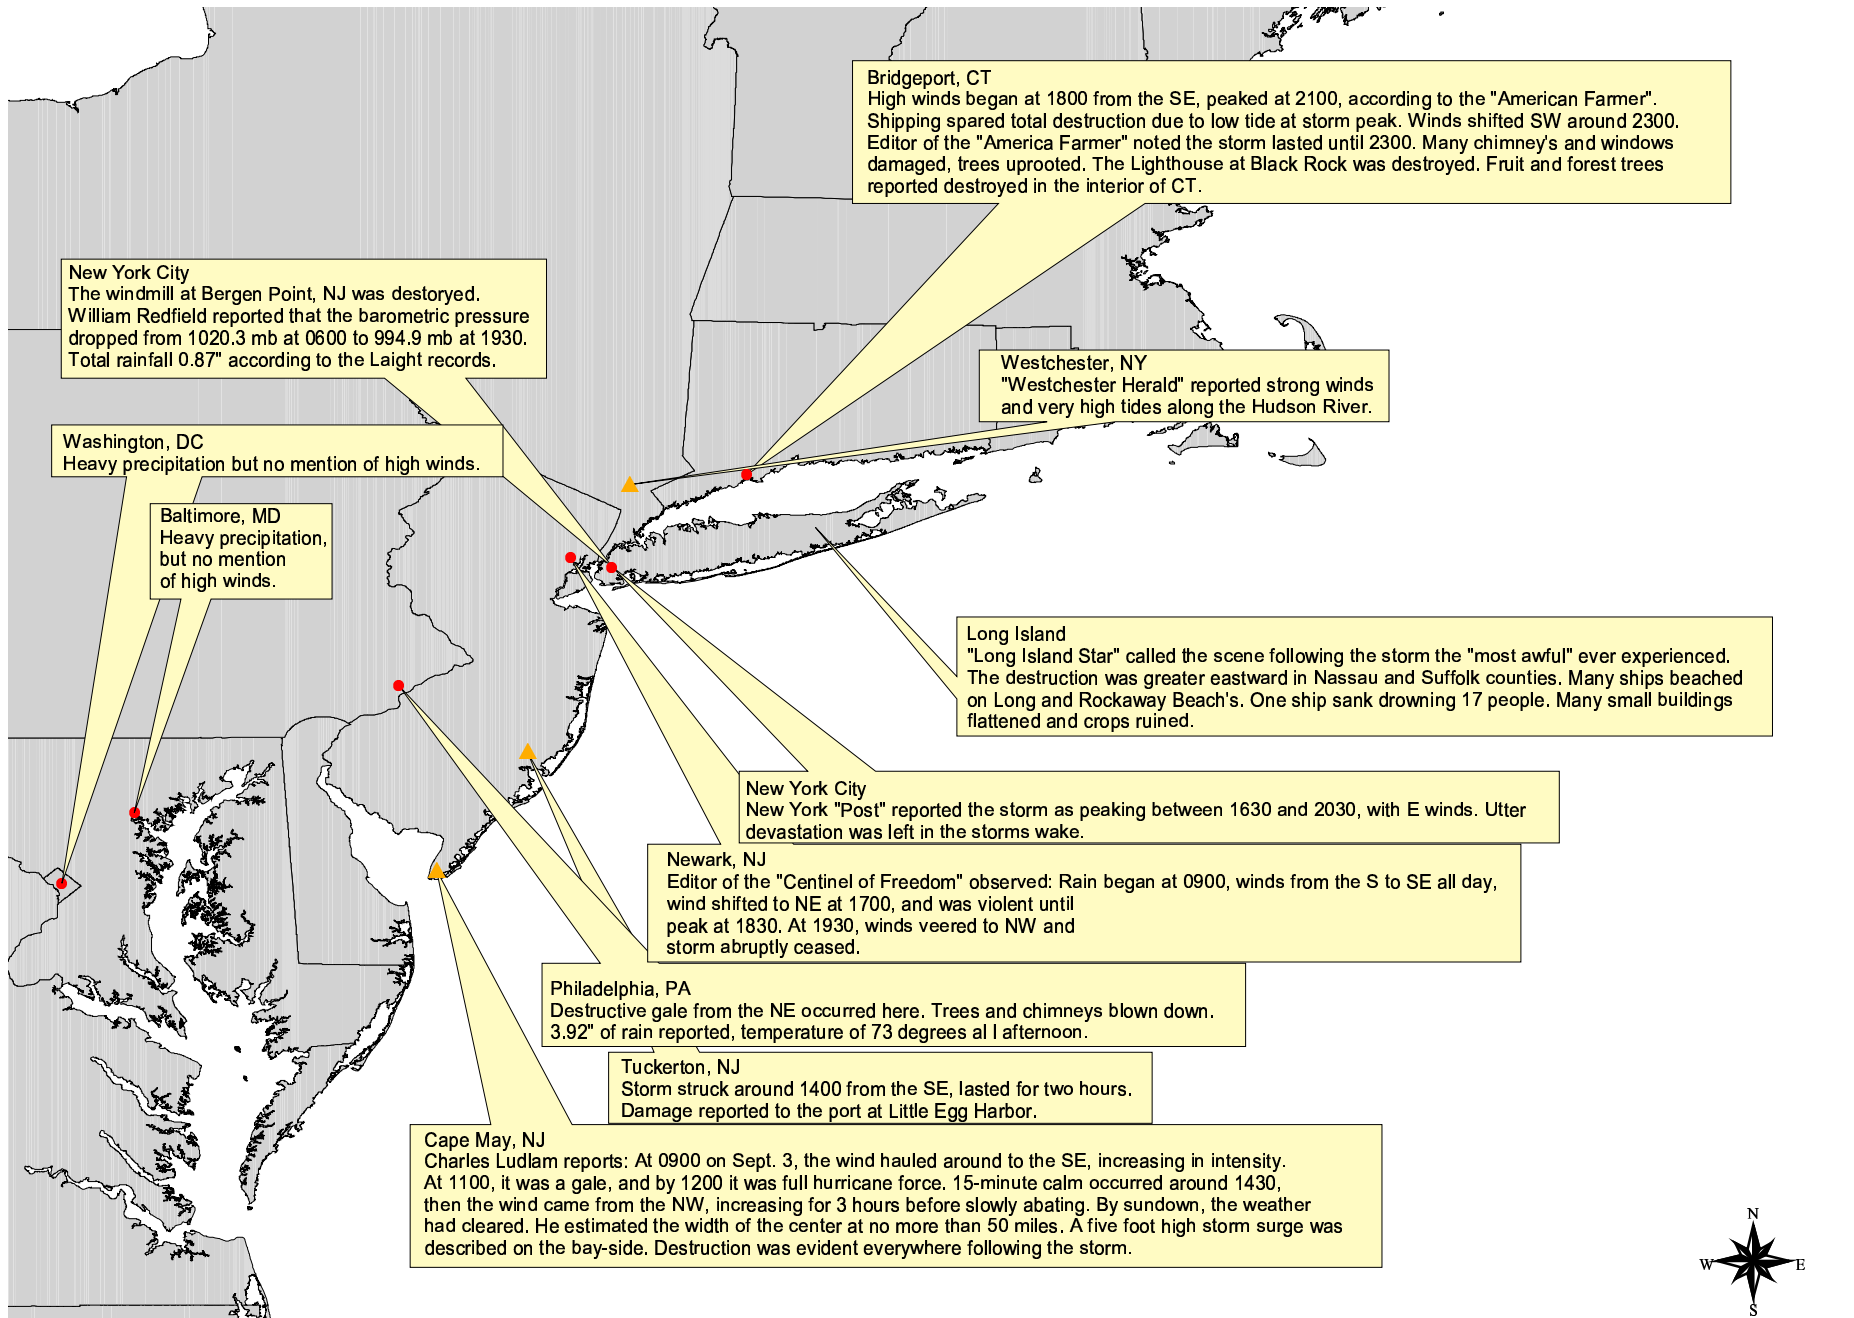 Bridgeport, CT
High winds began at 1800 from the SE, peaked at 2100, according to the "American Farmer".
Shipping spared total destruction due to low tide at storm peak. Winds shifted SW around 2300.
Editor of the "America Farmer" noted the storm lasted until 2300. Many chimney's and windows
damaged, trees uprooted. The Lighthouse at Black Rock was destroyed. Fruit and forest trees
reported destroyed in the interior of CT.
New York City
The windmill at Bergen Point, NJ was destoryed.
William Redfield reported that the barometric pressure
dropped from 1020.3 mb at 0600 to 994.9 mb at 1930.
Total rainfall 0.87" according to the Laight records.
Westchester, NY
"Westchester Herald" reported strong winds
and very high tides along the Hudson River.
Washington, DC
Heavy precipitation but no mention of high winds.
Baltimore, MD
Heavy precipitation,
but no mention
of high winds.
Long Island
"Long Island Star" called the scene following the storm the "most awful" ever experienced.
The destruction was greater eastward in Nassau and Suffolk counties. Many ships beached
on Long and Rockaway Beach's. One ship sank drowning 17 people. Many small buildings
flattened and crops ruined.
New York City
New York "Post" reported the storm as peaking between 1630 and 2030, with E winds. Utter
devastation was left in the storms wake.
Newark, NJ
Editor of the "Centinel of Freedom" observed: Rain began at 0900, winds from the S to SE all day,
wind shifted to NE at 1700, and was violent until
peak at 1830. At 1930, winds veered to NW and
storm abruptly ceased.
Philadelphia, PA
Destructive gale from the NE occurred here. Trees and chimneys blown down.
3.92" of rain reported, temperature of 73 degrees al l afternoon.
Tuckerton, NJ
Storm struck around 1400 from the SE, lasted for two hours.
Damage reported to the port at Little Egg Harbor.
Cape May, NJ
Charles Ludlam reports: At 0900 on Sept. 3, the wind hauled around to the SE, increasing in intensity.
At 1100, it was a gale, and by 1200 it was full hurricane force. 15-minute calm occurred around 1430,
then the wind came from the NW, increasing for 3 hours before slowly abating. By sundown, the weather
had cleared. He estimated the width of the center at no more than 50 miles. A five foot high storm surge was
described on the bay-side. Destruction was evident everywhere following the storm.
N
W E
S